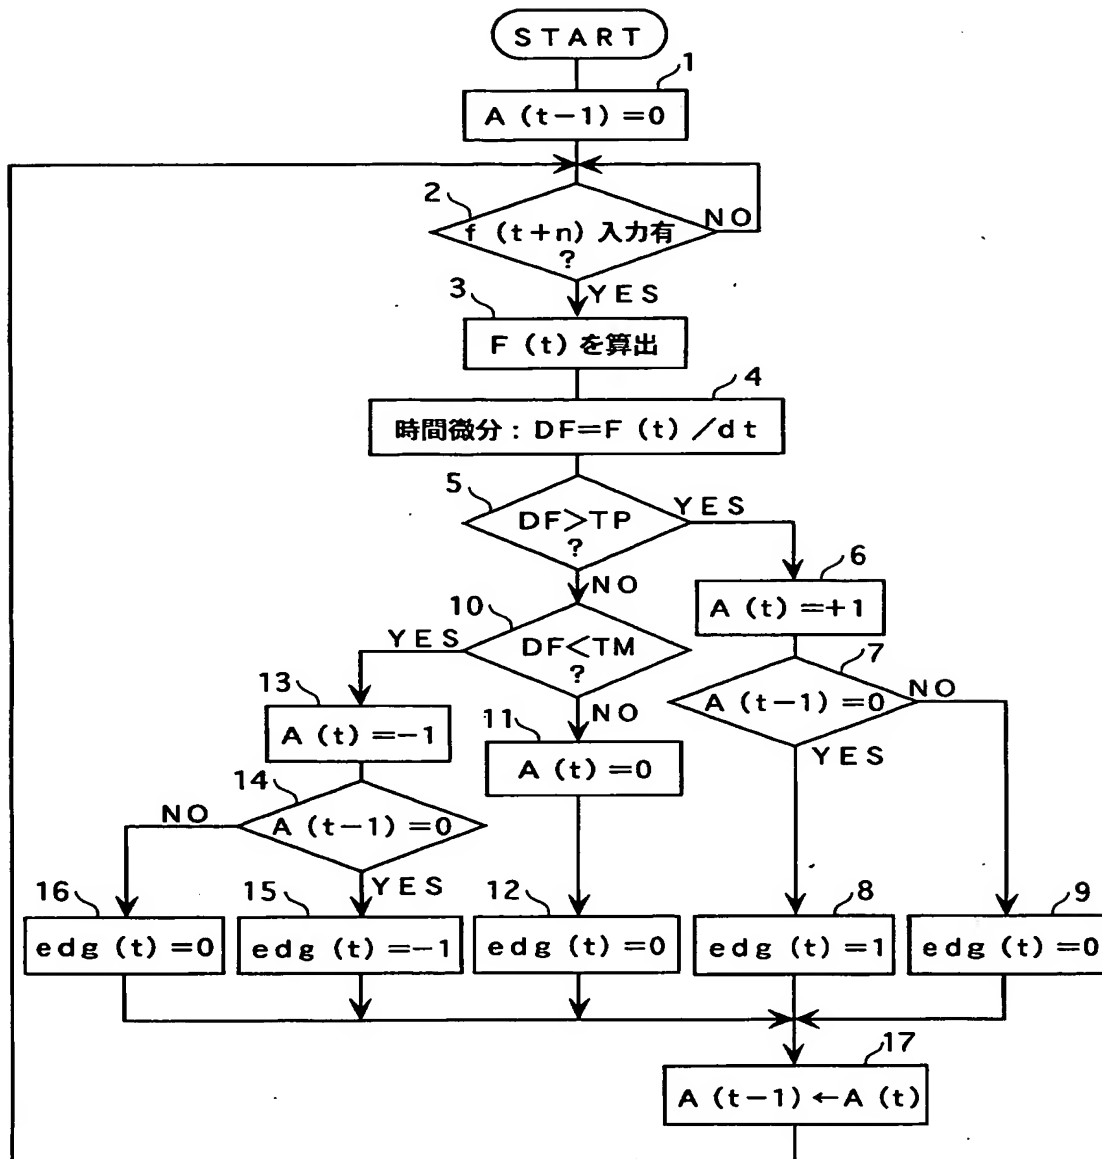 START
1
A (t−1) =0
2
f (t+n) 入力有
?
NO
YES
3
F (t) を算出
4
時間微分：DF=F (t) ／dt
5
DF>TP
?
YES
NO
6
A (t) =+1
10
DF<TM
?
YES
NO
7
A (t−1) =0
NO
YES
13
A (t) =−1
11
A (t) =0
14
A (t−1) =0
NO
YES
16
edg (t) =0
15
edg (t) =−1
12
edg (t) =0
8
edg (t) =1
9
edg (t) =0
17
A (t−1) ←A (t)